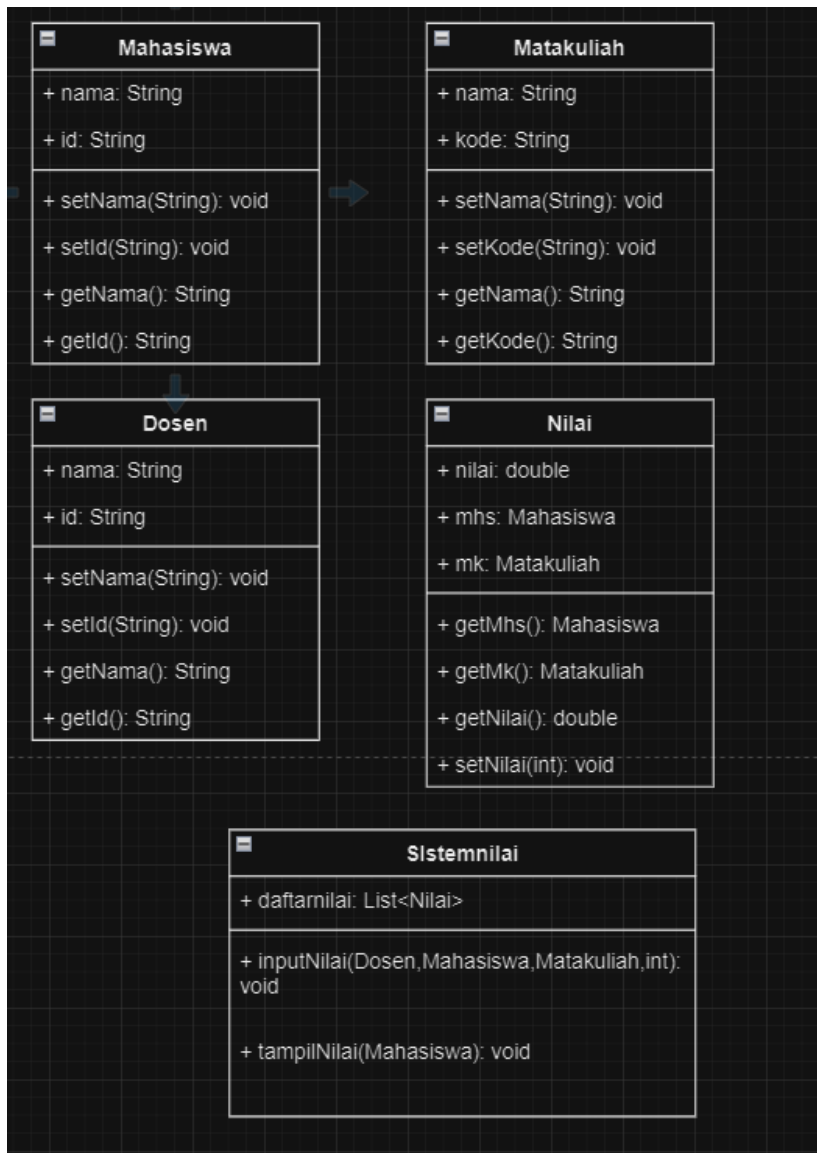 Mahasiswa
+ nama: String
+ id: String
+ setNama(String): void
+ setId(String): void
+ getNama(): String
+ getId(): String
Matakuliah
+ nama: String
+ kode: String
+ setNama(String): void
+ setKode(String): void
+ getNama(): String
+ getKode(): String
Dosen
+ nama: String
+ id: String
+ setNama(String): void
+ setId(String): void
+ getNama(): String
+ getId(): String
Nilai
+ nilai: double
+ mhs: Mahasiswa
+ mk: Matakuliah
+ getMhs(): Mahasiswa
+ getMk(): Matakuliah
+ getNilai(): double
+ setNilai(int): void
SIstemnilai
+ daftarnilai: List<Nilai>
+ inputNilai(Dosen,Mahasiswa,Matakuliah,int):
void
+ tampilNilai(Mahasiswa): void